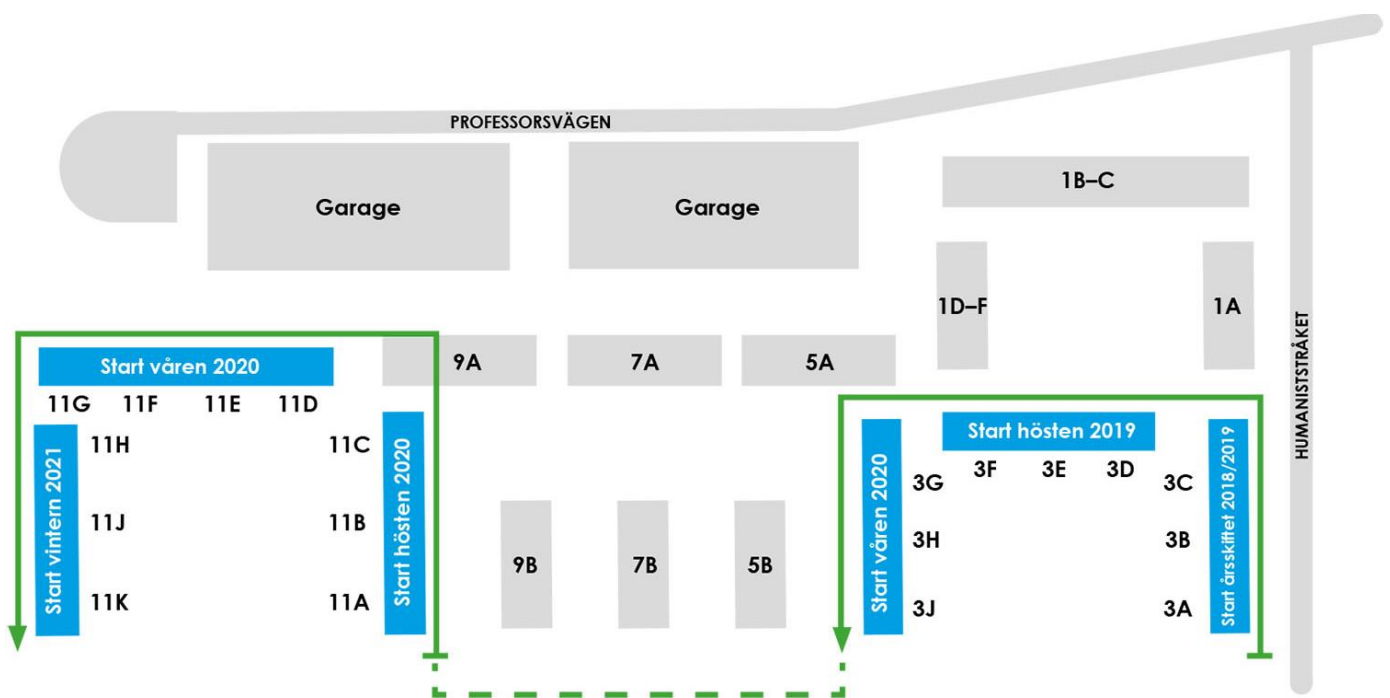 PROFESSORSVÄGEN
1B–C
Garage
Garage
1D–F
1A
HUMANISTSTRÅKET
9A
7A
5A
Start våren 2020
11G 11F 11E 11D
Start vintern 2021
11H
11J
11K
11C
11B
11A
Start hösten 2020
9B
7B
5B
Start våren 2020
Start hösten 2019
3G
3F
3E
3D
3C
3H
3B
3J
3A
Start årsskiftet 2018/2019